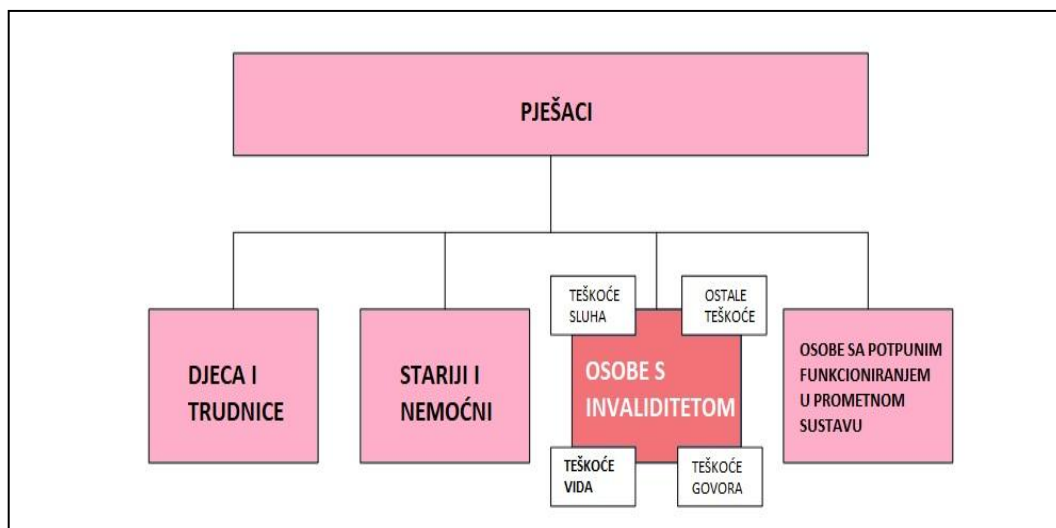 PJEŠACI
DJECA I
TRUDNICE
STARIJI I
NEMOĆNI
TEŠKOĆE
SLUHA
OSTALE
TEŠKOĆE
OSOBE S
INVALIDITETOM
TEŠKOĆE
VIDA
TEŠKOĆE
GOVORA
OSOBE SA POTPUNIM
FUNKCIONIRANJEM
U PROMETNOM
SUSTAVU